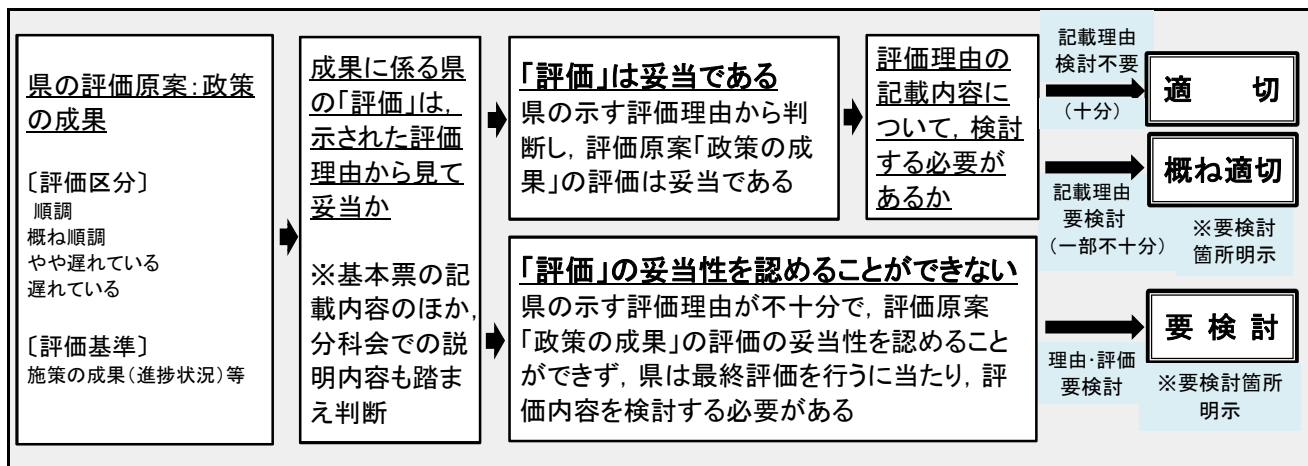 県の評価原案:政策
の成果
〔評価区分〕
順調
概ね順調
やや遅れている
遅れている
〔評価基準〕
施策の成果(進捗状況)等
成果に係る県
の「評価」は,
示された評価
理由から見て
妥当か
※基本票の記
載内容のほか,
分科会での説
明内容も踏ま
え判断
「評価」は妥当である
県の示す評価理由から判
断し,評価原案「政策の成
果」の評価は妥当である
評価理由の
記載内容に
ついて,検討
する必要が
あるか
「評価」の妥当性を認めることができない
県の示す評価理由が不十分で,評価原案
「政策の成果」の評価の妥当性を認めること
ができず,県は最終評価を行うに当たり,評
価内容を検討する必要がある
記載理由
検討不要
(十分)
適 切
記載理由
要検討
(一部不十分)
概ね適切
※要検討
箇所明示
理由・評価
要検討
要 検 討
※要検討箇所
明示